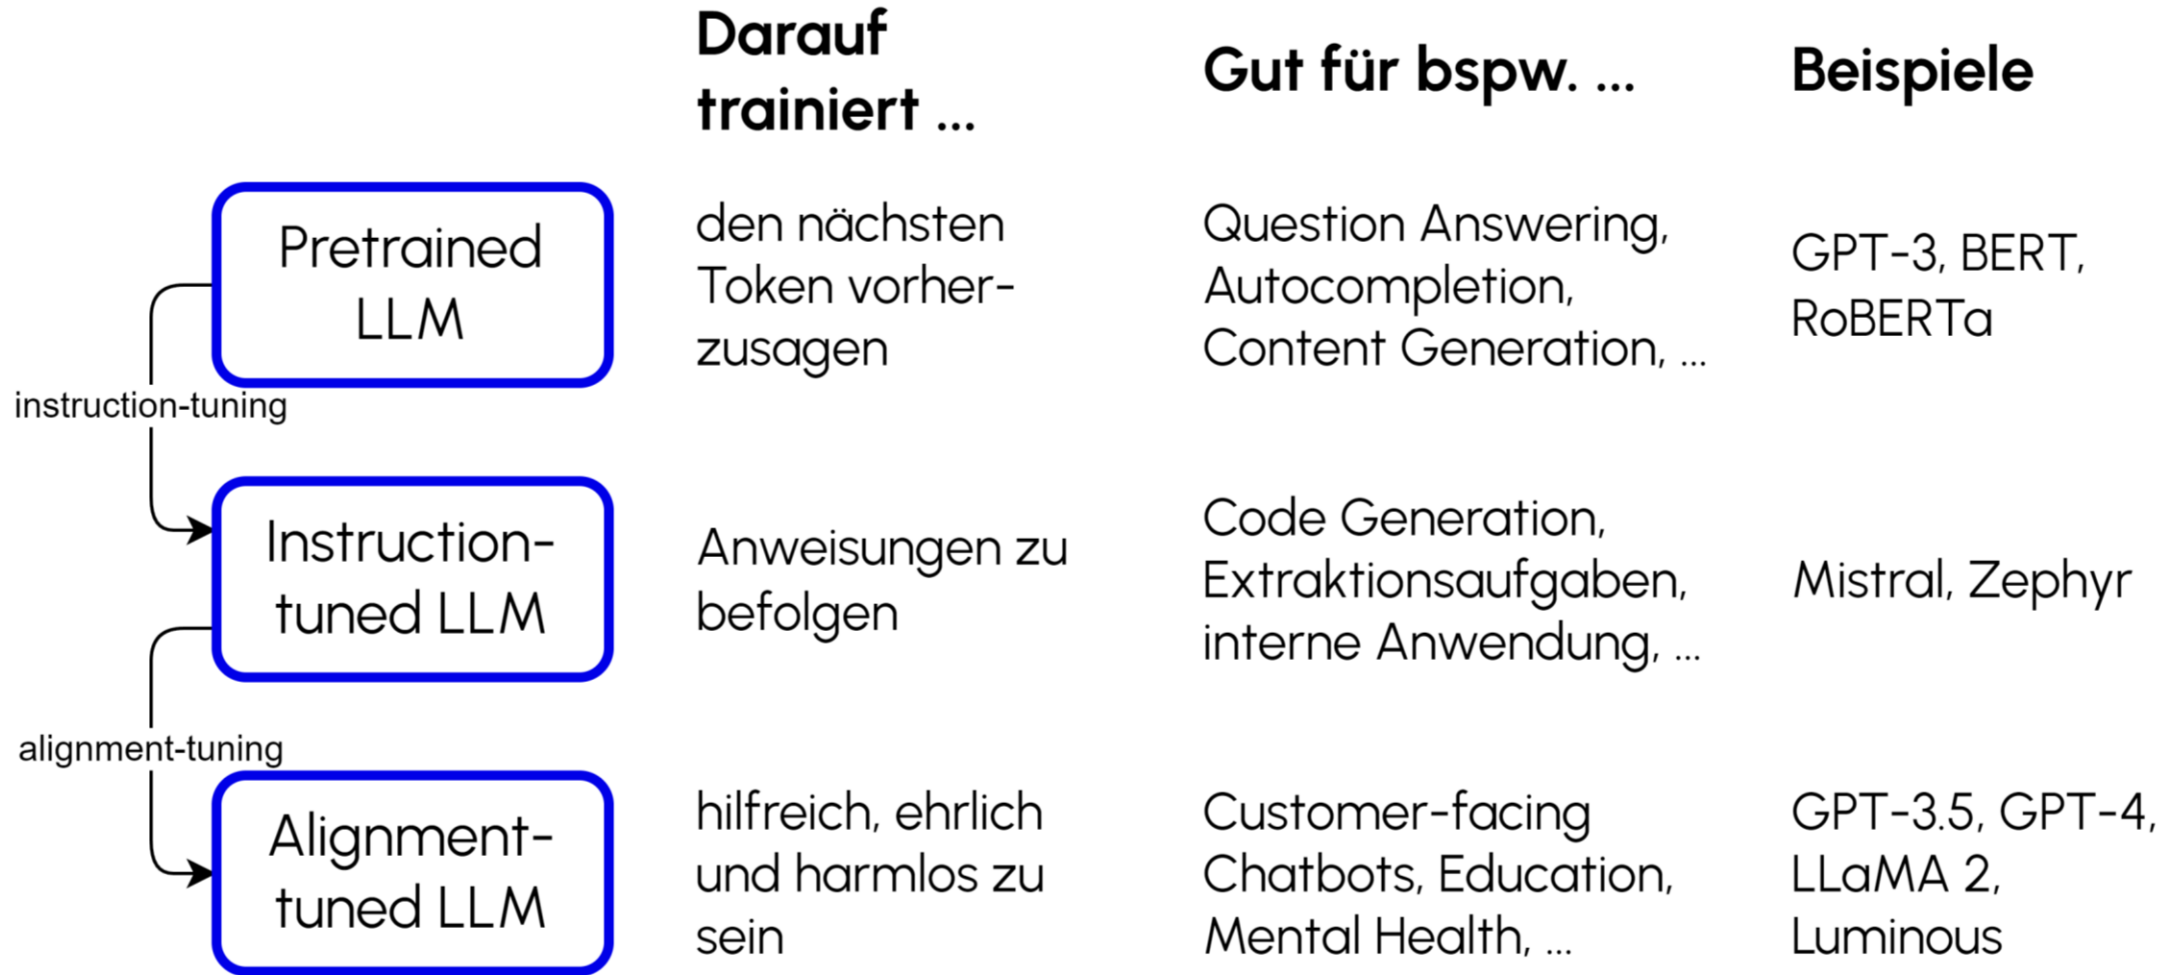 Darauf
trainiert ...
Gut für bspw. ...
Beispiele
Pretrained
LLM
den nächsten
Token vorher-
zusagen
Question Answering,
Autocompletion,
Content Generation, ...
GPT-3, BERT,
RoBERTa
instruction-tuning
Instruction-
tuned LLM
Anweisungen zu
befolgen
Code Generation,
Extraktionsaufgaben,
interne Anwendung, ...
Mistral, Zephyr
alignment-tuning
Alignment-
tuned LLM
hilfreich, ehrlich
und harmlos zu
sein
Customer-facing
Chatbots, Education,
Mental Health, ...
GPT-3.5, GPT-4,
LLaMA 2,
Luminous